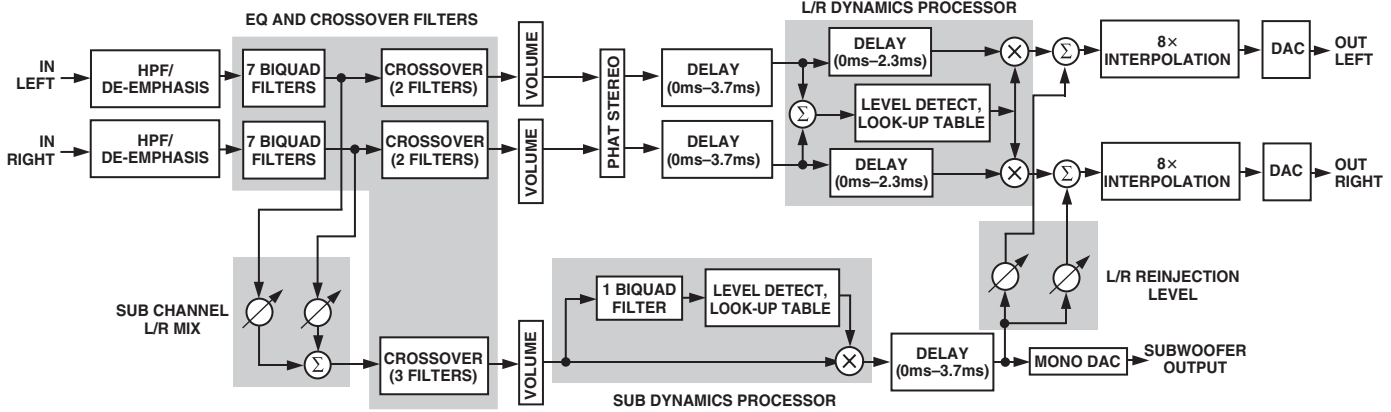 EQ AND CROSSOVER FILTERS
L/R DYNAMICS PROCESSOR
IN
LEFT
HPF/
DE-EMPHASIS
7 BIQUAD
FILTERS
CROSSOVER
(2 FILTERS)
VOLUME
PHAT STEREO
DELAY
(0ms–3.7ms)
DELAY
(0ms–2.3ms)
×
Σ
8×
INTERPOLATION
DAC
OUT
LEFT
Σ
LEVEL DETECT,
LOOK-UP TABLE
IN
RIGHT
HPF/
DE-EMPHASIS
7 BIQUAD
FILTERS
CROSSOVER
(2 FILTERS)
VOLUME
DELAY
(0ms–3.7ms)
DELAY
(0ms–2.3ms)
×
Σ
8×
INTERPOLATION
DAC
OUT
RIGHT
SUB CHANNEL
L/R MIX
Σ
CROSSOVER
(3 FILTERS)
VOLUME
1 BIQUAD
FILTER
LEVEL DETECT,
LOOK-UP TABLE
×
DELAY
(0ms–3.7ms)
L/R REINJECTION
LEVEL
MONO DAC
SUBWOOFER
OUTPUT
SUB DYNAMICS PROCESSOR